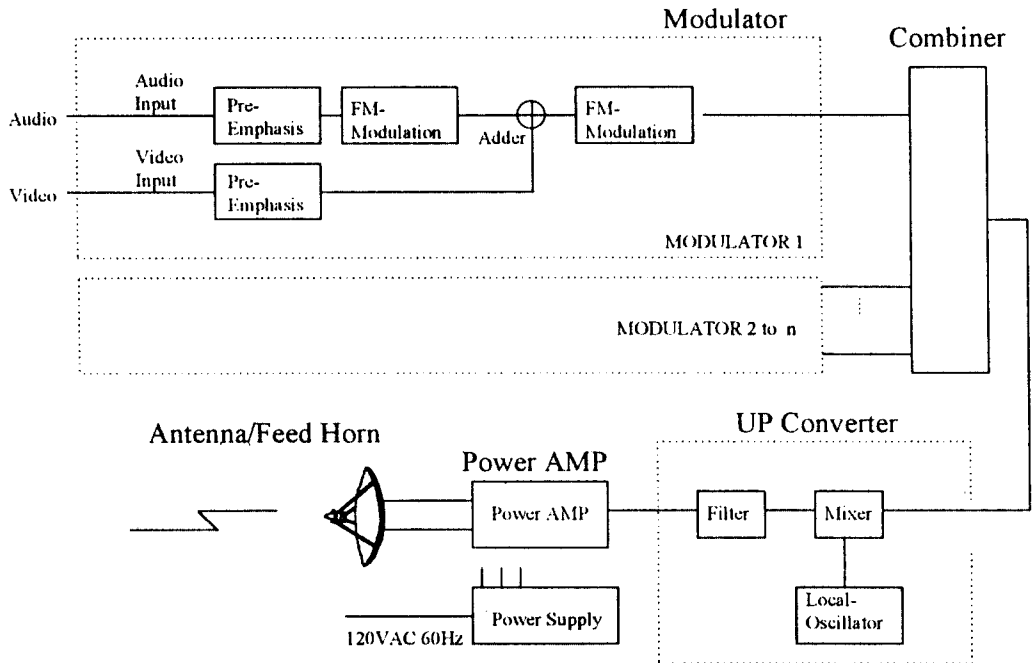 Modulator
Combiner
Audio
Input
Audio
Pre-
Emphasis
FM-
Modulation
Adder
FM-
Modulation
Video
Input
Video
Pre-
Emphasis
MODULATOR 1
MODULATOR 2 to n
UP Converter
Antenna/Feed Horn
Power AMP
Power AMP
Filter
Mixer
Local-
Oscillator
Power Supply
120VAC 60Hz